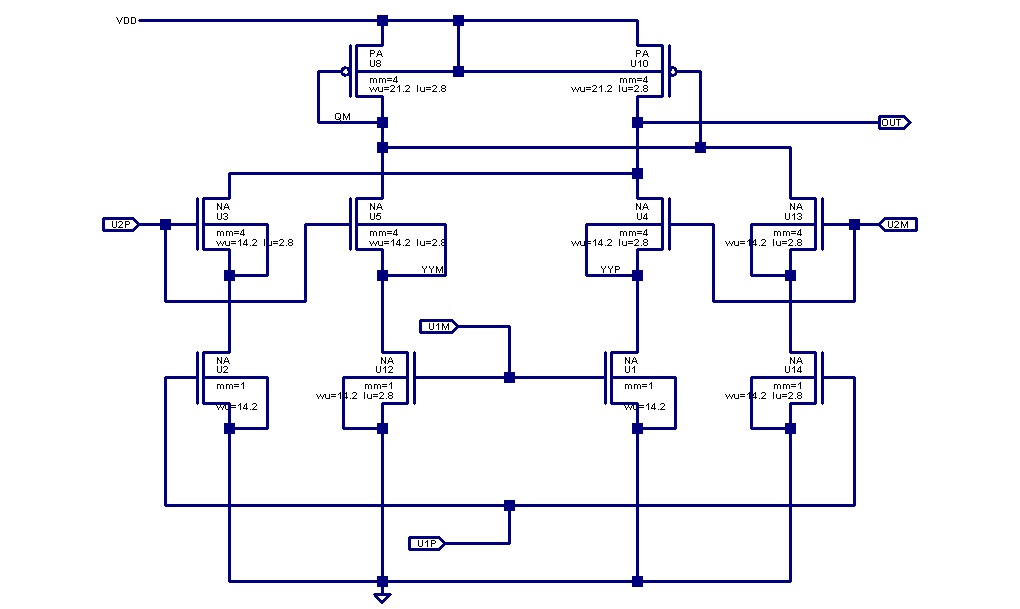 VDD
PA
U8
mm=4
wu=21.2 lu=2.8
PA
U10
mm=4
wu=21.2 lu=2.8
QM
OUT
U2P
NA
U3
mm=4
wu=14.2 lu=2.8
NA
U5
mm=4
wu=14.2 lu=2.8
NA
U4
mm=4
wu=14.2 lu=2.8
NA
U13
mm=4
wu=14.2 lu=2.8
U2M
YYM
YYP
U1M
NA
U2
mm=1
wu=14.2
NA
U12
mm=1
wu=14.2 lu=2.8
NA
U1
mm=1
wu=14.2
NA
U14
mm=1
wu=14.2 lu=2.8
U1P